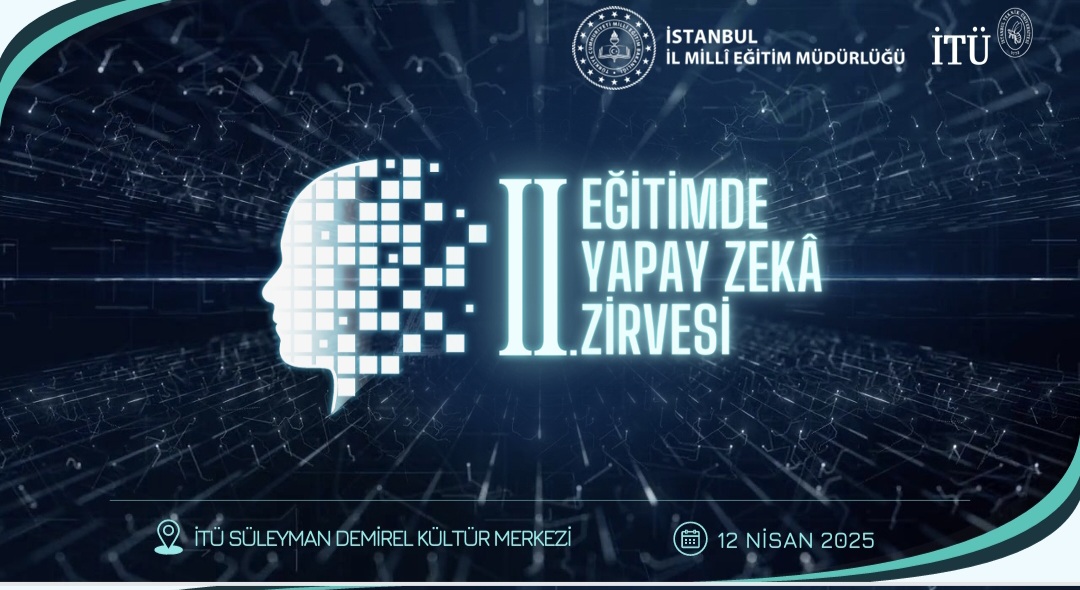 İSTANBUL
İL MİLLÎ EĞİTİM MÜDÜRLÜĞÜ
İTÜ
II.
EĞİTİMDE
YAPAY ZEKÂ
ZİRVESİ
İTÜ SÜLEYMAN DEMİREL KÜLTÜR MERKEZİ
12 NİSAN 2025